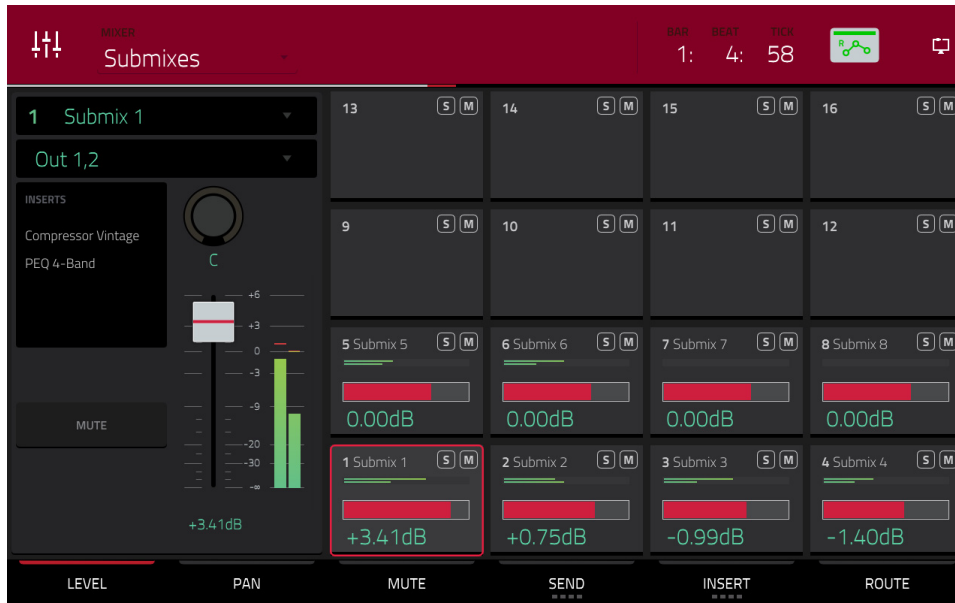 MIXER
Submixes
BAR BEAT TICK
1: 4: 58
R
1 Submix 1
Out 1,2
INSERTS
Compressor Vintage
PEQ 4-Band
C
+6
+3
0
-3
-9
-20
-30
-∞
MUTE
+3.41dB
13 S M
14 S M
15 S M
16 S M
9 S M
10 S M
11 S M
12 S M
5 Submix 5 S M
6 Submix 6 S M
7 Submix 7 S M
8 Submix 8 S M
0.00dB
0.00dB
0.00dB
0.00dB
1 Submix 1 S M
2 Submix 2 S M
3 Submix 3 S M
4 Submix 4 S M
+3.41dB
+0.75dB
-0.99dB
-1.40dB
LEVEL
PAN
MUTE
SEND
INSERT
ROUTE